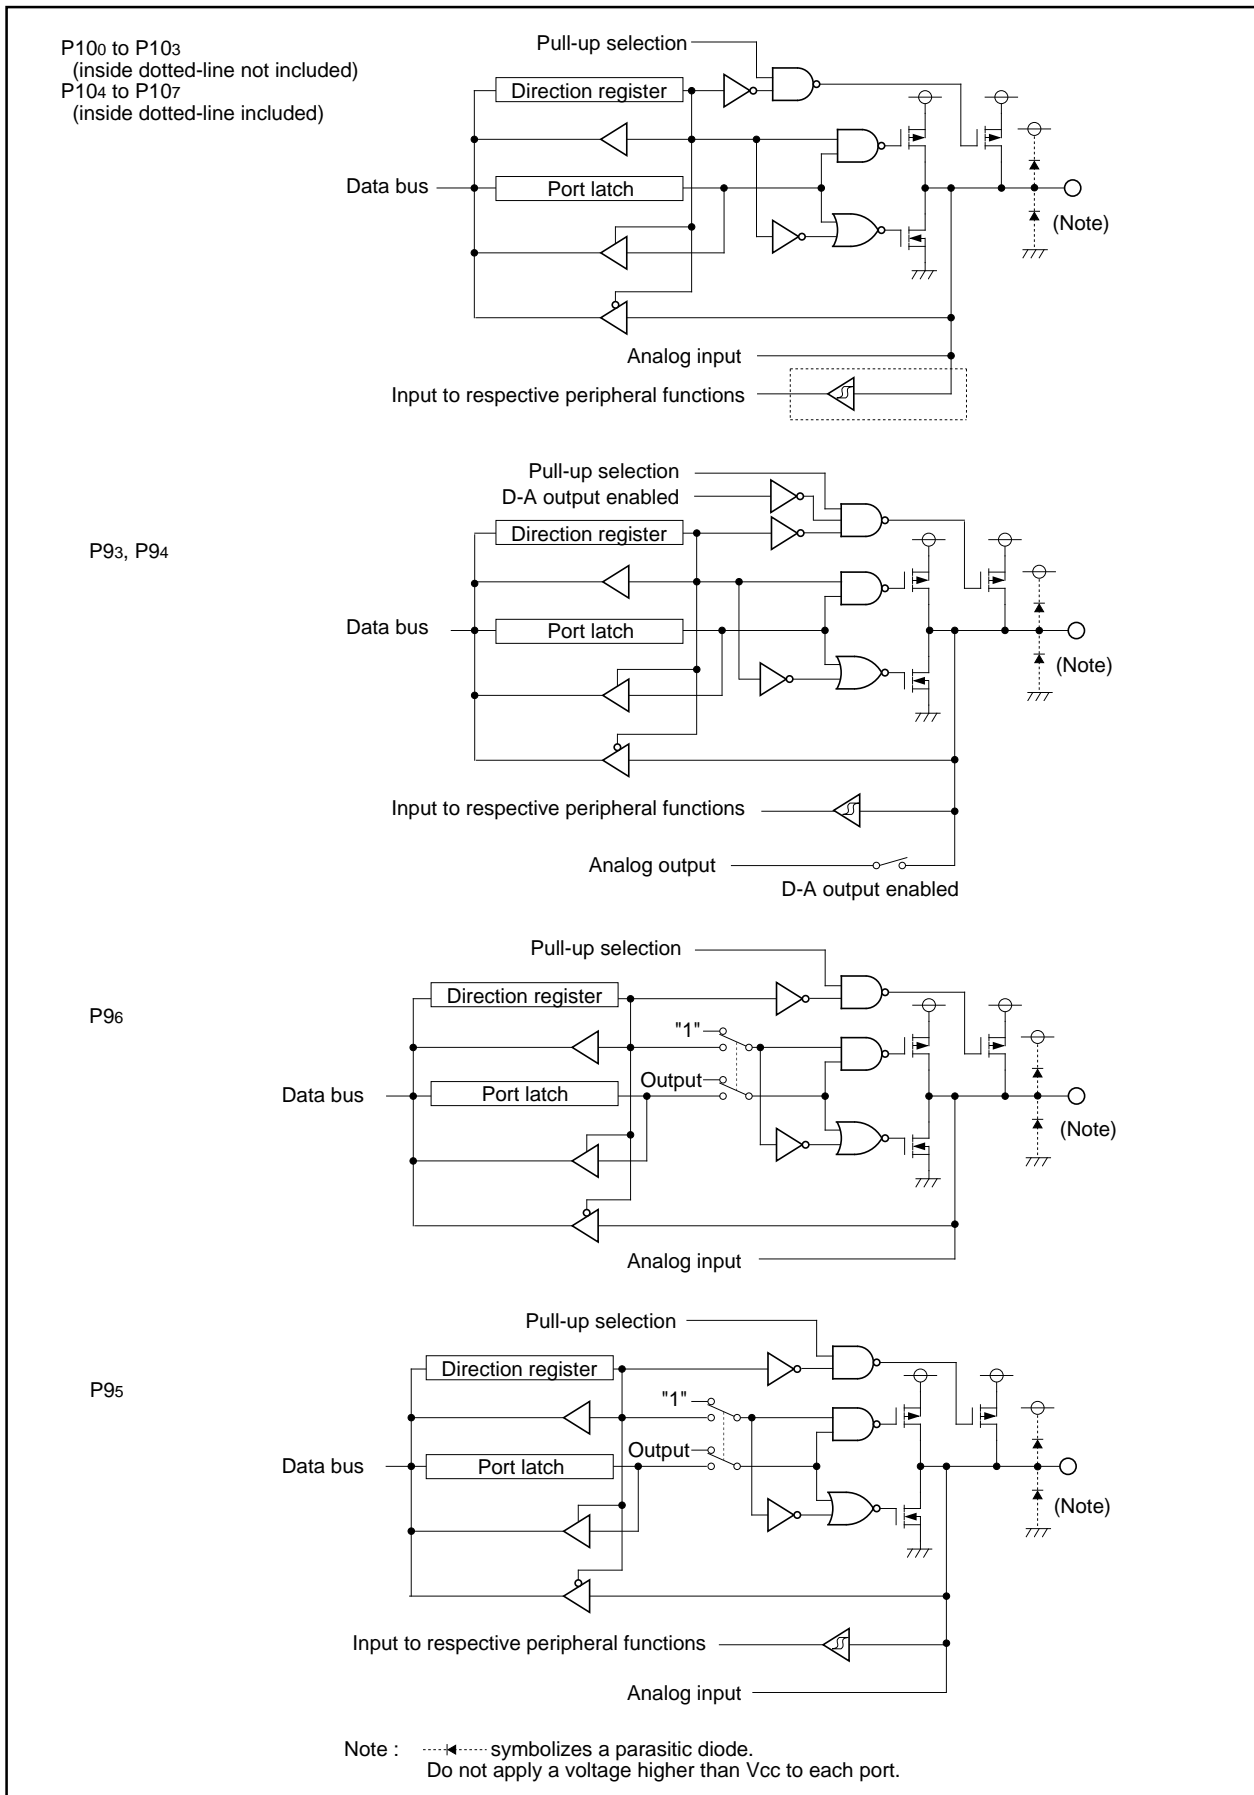 P100 to P103
(inside dotted-line not included)
P104 to P107
(inside dotted-line included)
Pull-up selection
Direction register
Data bus
Port latch
(Note)
Analog input
Input to respective peripheral functions
P93, P94
Pull-up selection
D-A output enabled
Direction register
Data bus
Port latch
(Note)
Input to respective peripheral functions
Analog output
D-A output enabled
P96
Pull-up selection
Direction register
"1"
Output
Data bus
Port latch
(Note)
Analog input
P95
Pull-up selection
Direction register
"1"
Output
Data bus
Port latch
(Note)
Input to respective peripheral functions
Analog input
Note : symbolizes a parasitic diode.
Do not apply a voltage higher than Vcc to each port.